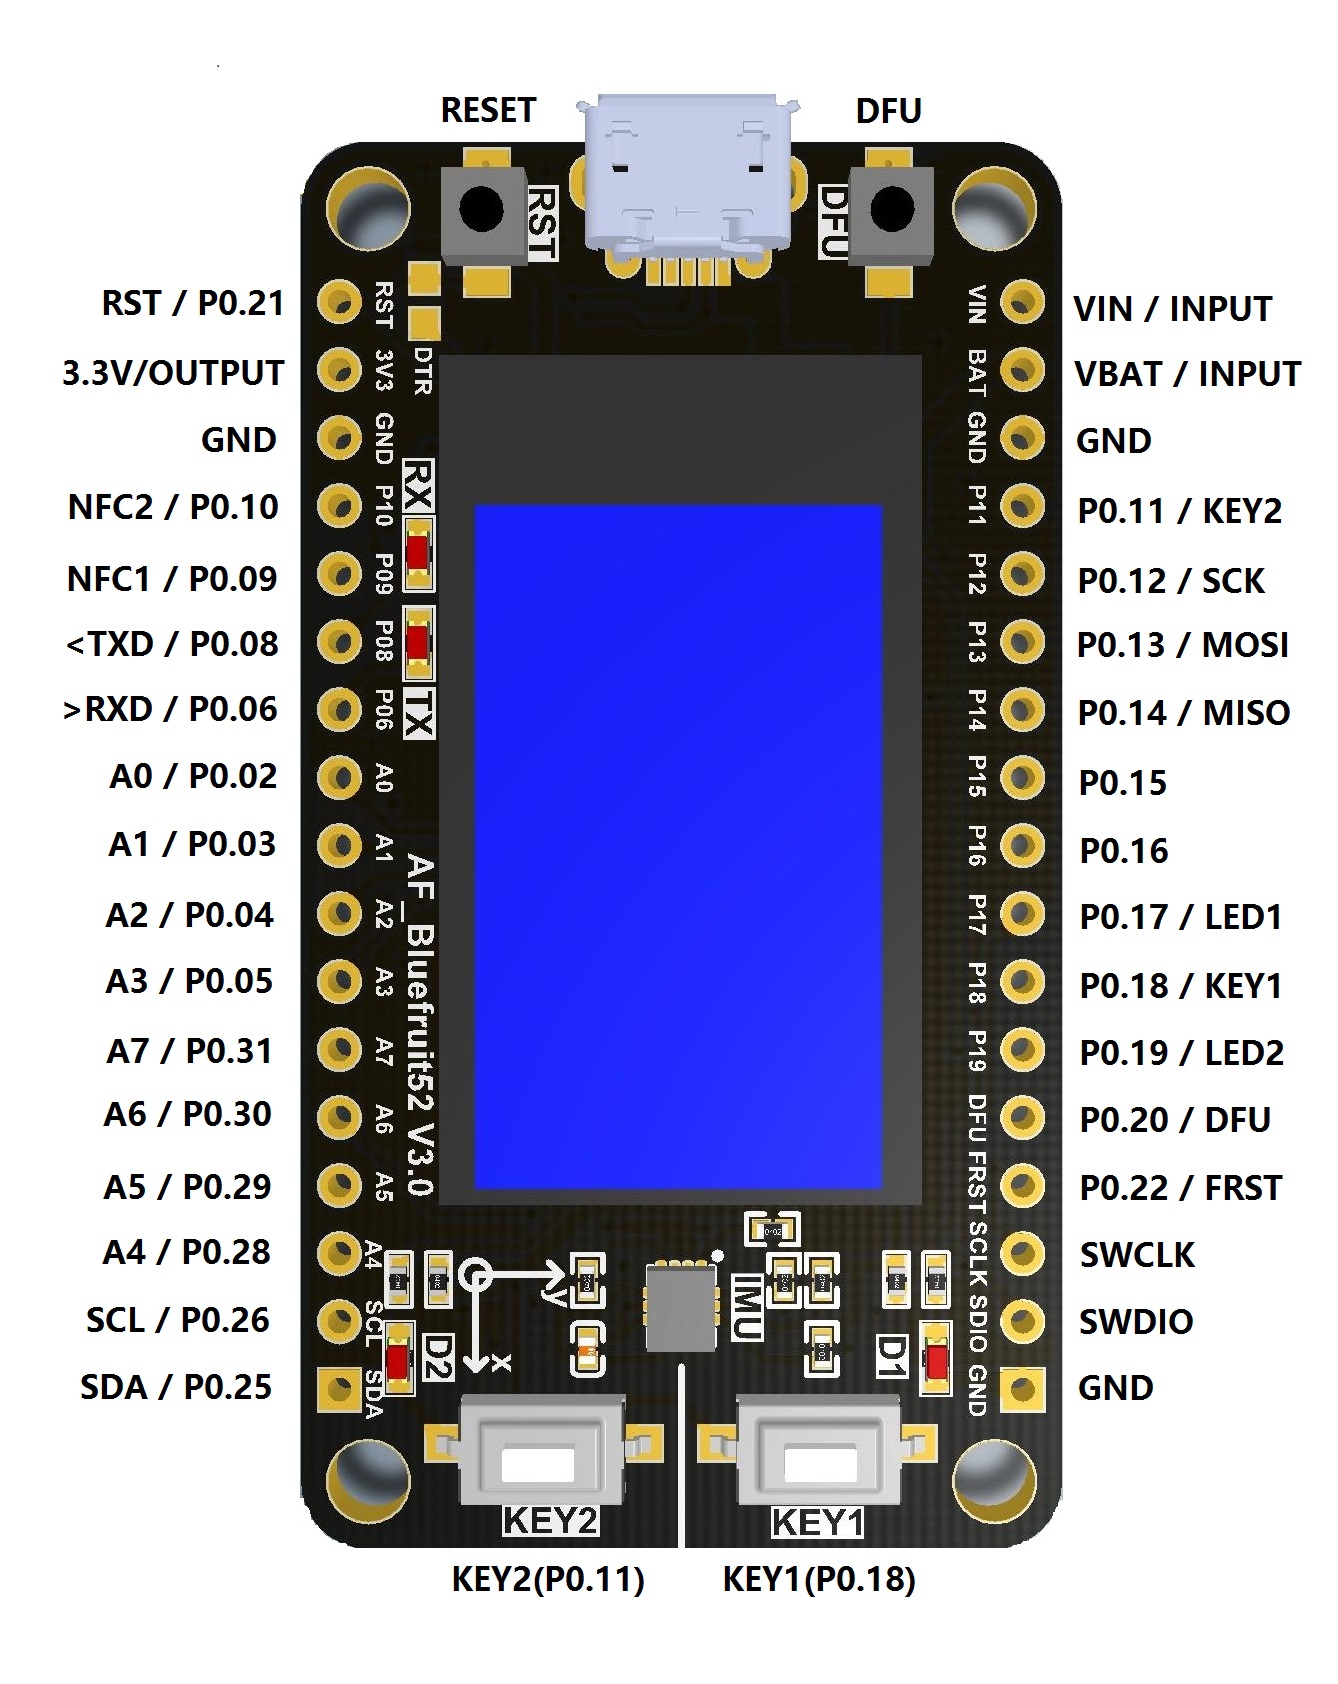 RESET
DFU
RST
DFU
RST / P0.21
3.3V/OUTPUT
GND
NFC2 / P0.10
NFC1 / P0.09
<TXD / P0.08
>RXD / P0.06
A0 / P0.02
A1 / P0.03
A2 / P0.04
A3 / P0.05
A7 / P0.31
A6 / P0.30
A5 / P0.29
A4 / P0.28
SCL / P0.26
SDA / P0.25
RST
3V3
GND
P10
P09
P08
P06
A0
A1
A2
A3
A7
A6
A5
A4
SCL
SDA
DTR
RX
TX
AF_Bluefruit52 V3.0
VIN
BAT
GND
P11
P12
P13
P14
P15
P16
P17
P18
P19
DFU
FRST
SCLK
SDIO
GND
VIN / INPUT
VBAT / INPUT
GND
P0.11 / KEY2
P0.12 / SCK
P0.13 / MOSI
P0.14 / MISO
P0.15
P0.16
P0.17 / LED1
P0.18 / KEY1
P0.19 / LED2
P0.20 / DFU
P0.22 / FRST
SWCLK
SWDIO
GND
y
x
D2
IMU
D1
KEY2
KEY1
KEY2(P0.11)
KEY1(P0.18)